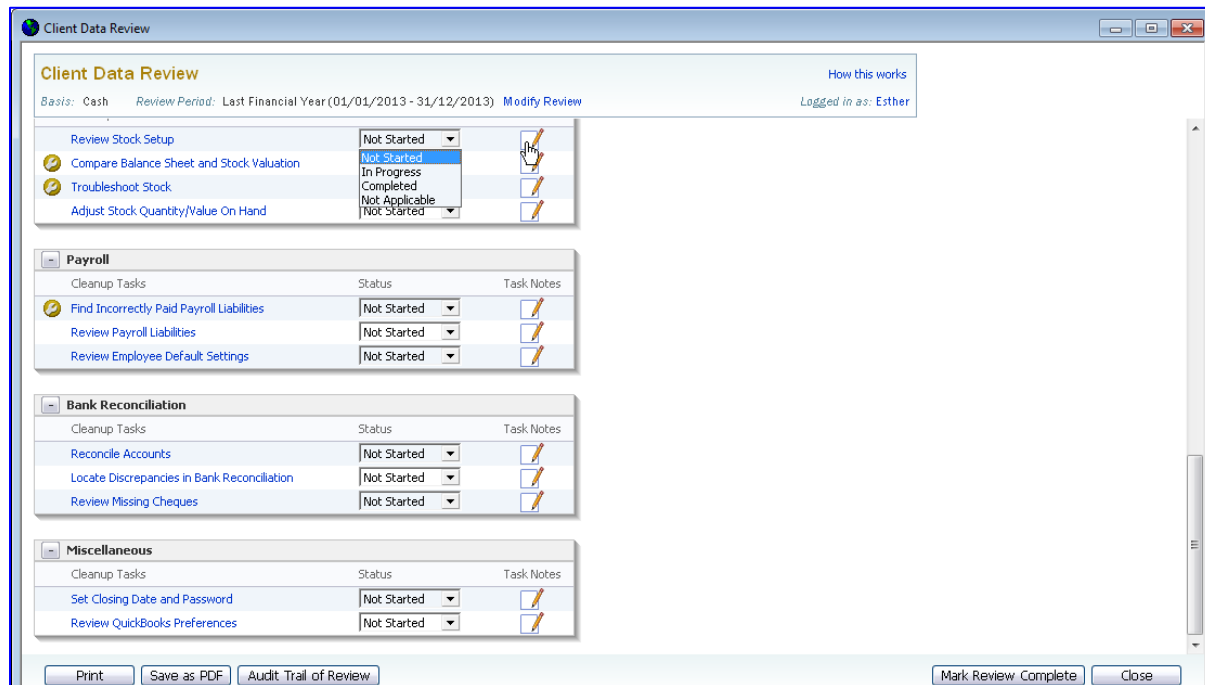 Client Data Review
Client Data Review
How this works
Basis: Cash Review Period: Last Financial Year (01/01/2013 - 31/12/2013) Modify Review Logged in as: Esther
Review Stock Setup Not Started
Not Started
Compare Balance Sheet and Stock Valuation
In Progress
Troubleshoot Stock Completed
Not Applicable
Adjust Stock Quantity/Value On Hand Not Started
Payroll
Cleanup Tasks Status Task Notes
Find Incorrectly Paid Payroll Liabilities Not Started
Review Payroll Liabilities Not Started
Review Employee Default Settings Not Started
Bank Reconciliation
Cleanup Tasks Status Task Notes
Reconcile Accounts Not Started
Locate Discrepancies in Bank Reconciliation Not Started
Review Missing Cheques Not Started
Miscellaneous
Cleanup Tasks Status Task Notes
Set Closing Date and Password Not Started
Review QuickBooks Preferences Not Started
Print Save as PDF Audit Trail of Review Mark Review Complete Close